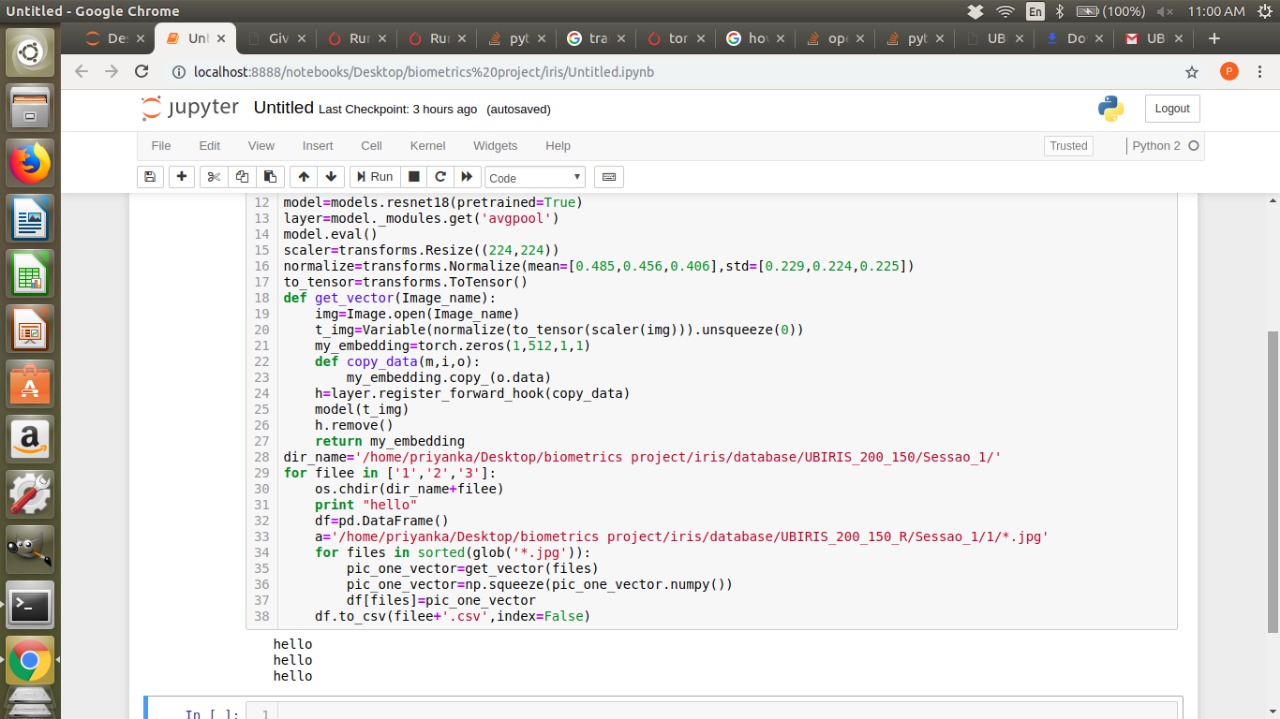 Untitled - Google Chrome
En
(100%)
11:00 AM
De
Unt
Giv
Rur
Rur
pyt
tra
tor
hov
ope
pyt
UB
Do
UB
localhost:8888/notebooks/Desktop/biometrics%20project/iris/Untitled.ipynb
P
jupyter
Untitled Last Checkpoint: 3 hours ago (autosaved)
Logout
File Edit View Insert Cell Kernel Widgets Help
Trusted
Python 2
Run
Code
12 model=models.resnet18(pretrained=True)
13 layer=model._modules.get('avgpool')
14 model.eval()
15 scaler=transforms.Resize((224,224))
16 normalize=transforms.Normalize(mean=[0.485,0.456,0.406],std=[0.229,0.224,0.225])
17 to_tensor=transforms.ToTensor()
18 def get_vector(Image_name):
19     img=Image.open(Image_name)
20     t_img=Variable(normalize(to_tensor(scaler(img))).unsqueeze(0))
21     my_embedding=torch.zeros(1,512,1,1)
22     def copy_data(m,i,o):
23         my_embedding.copy_(o.data)
24     h=layer.register_forward_hook(copy_data)
25     model(t_img)
26     h.remove()
27     return my_embedding
28 dir_name='/home/priyanka/Desktop/biometrics project/iris/database/UBIRIS_200_150/Sessao_1/'
29 for filee in ['1','2','3']:
30     os.chdir(dir_name+filee)
31     print "hello"
32     df=pd.DataFrame()
33     a='/home/priyanka/Desktop/biometrics project/iris/database/UBIRIS_200_150_R/Sessao_1/1/*.jpg'
34     for files in sorted(glob('*.jpg')):
35         pic_one_vector=get_vector(files)
36         pic_one_vector=np.squeeze(pic_one_vector.numpy())
37         df[files]=pic_one_vector
38     df.to_csv(filee+'.csv',index=False)
hello
hello
hello
In [ ]: 1